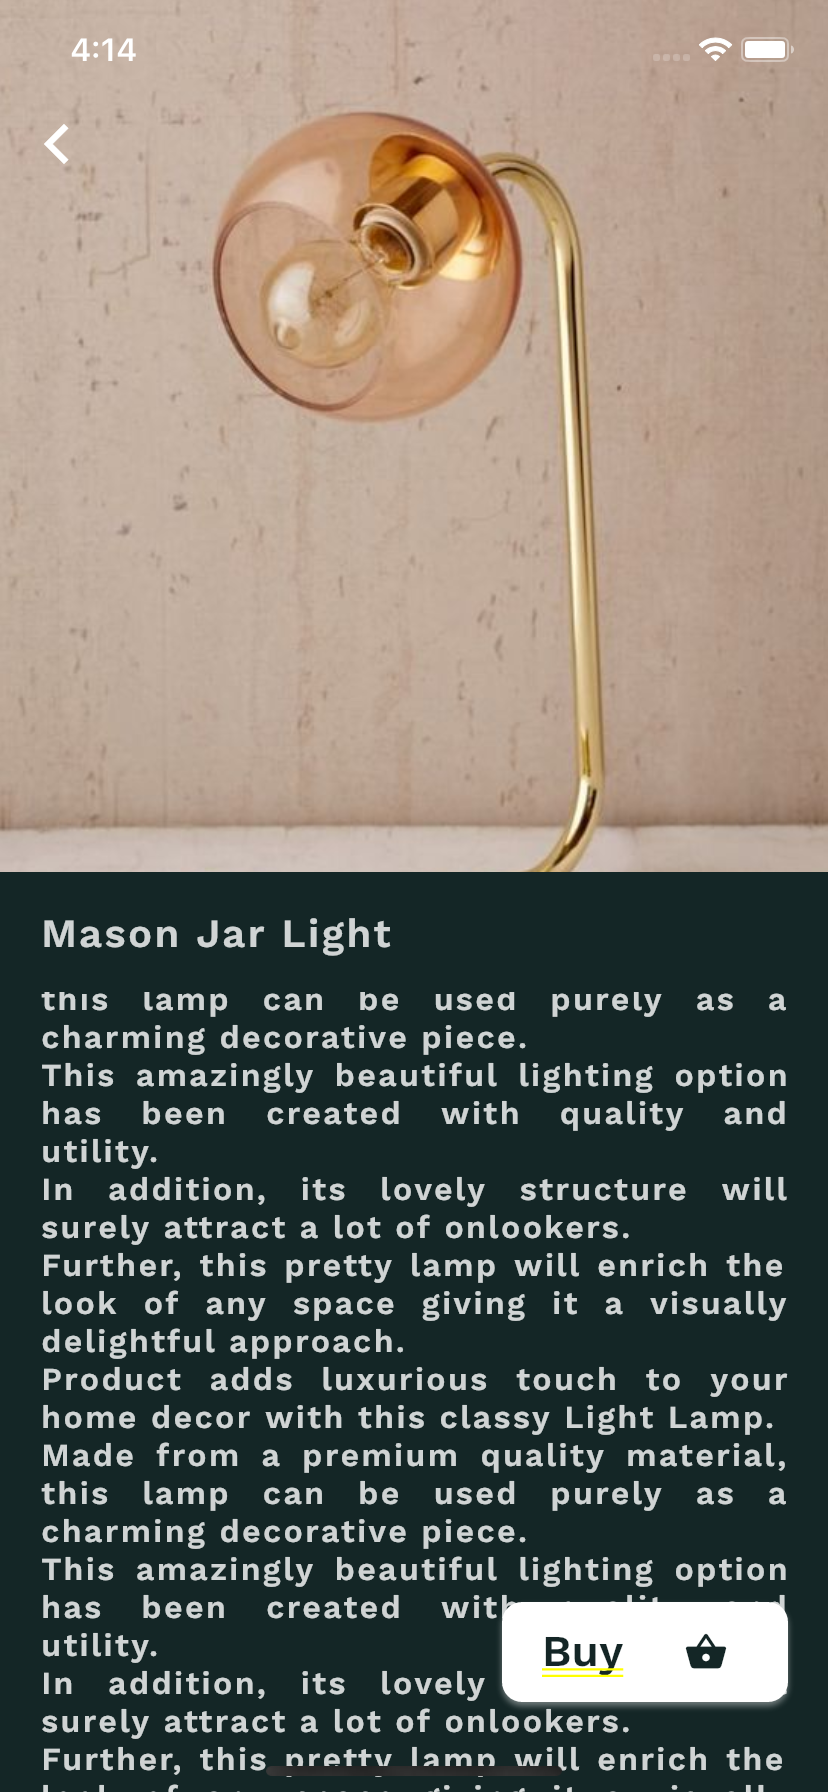 4:14
Mason Jar Light
this lamp can be used purely as a
charming decorative piece.
This amazingly beautiful lighting option
has been created with quality and
utility.
In addition, its lovely structure will
surely attract a lot of onlookers.
Further, this pretty lamp will enrich the
look of any space giving it a visually
delightful approach.
Product adds luxurious touch to your
home decor with this classy Light Lamp.
Made from a premium quality material,
this lamp can be used purely as a
charming decorative piece.
This amazingly beautiful lighting option
has been created with
utility.
Buy
In addition, its lovely
surely attract a lot of onlookers.
Further, this pretty lamp will enrich the